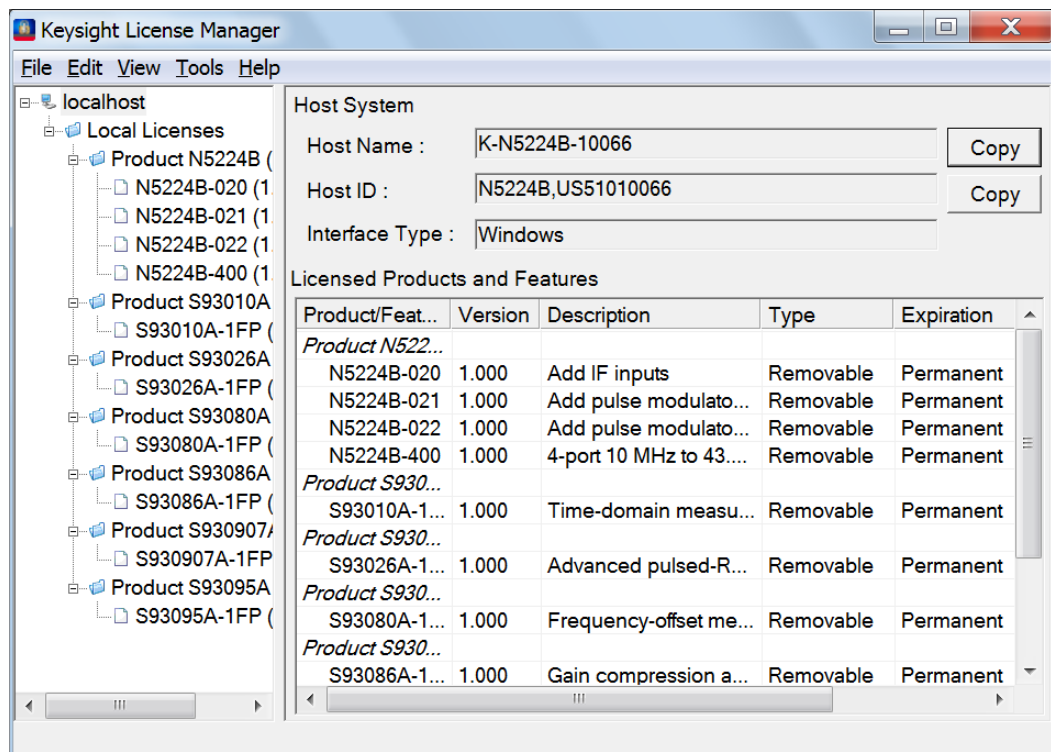 Keysight License Manager
File Edit View Tools Help
localhost
Local Licenses
Product N5224B (
N5224B-020 (1.
N5224B-021 (1.
N5224B-022 (1.
N5224B-400 (1.
Product S93010A
S93010A-1FP (
Product S93026A
S93026A-1FP (
Product S93080A
S93080A-1FP (
Product S93086A
S93086A-1FP (
Product S930907A
S930907A-1FP
Product S93095A
S93095A-1FP (
Host System
Host Name : K-N5224B-10066 Copy
Host ID : N5224B,US51010066 Copy
Interface Type : Windows
Licensed Products and Features
Product/Feat... Version Description Type Expiration
Product N522...
N5224B-020 1.000 Add IF inputs Removable Permanent
N5224B-021 1.000 Add pulse modulato... Removable Permanent
N5224B-022 1.000 Add pulse modulato... Removable Permanent
N5224B-400 1.000 4-port 10 MHz to 43.... Removable Permanent
Product S930...
S93010A-1... 1.000 Time-domain measu... Removable Permanent
Product S930...
S93026A-1... 1.000 Advanced pulsed-R... Removable Permanent
Product S930...
S93080A-1... 1.000 Frequency-offset me... Removable Permanent
Product S930...
S93086A-1... 1.000 Gain compression a... Removable Permanent